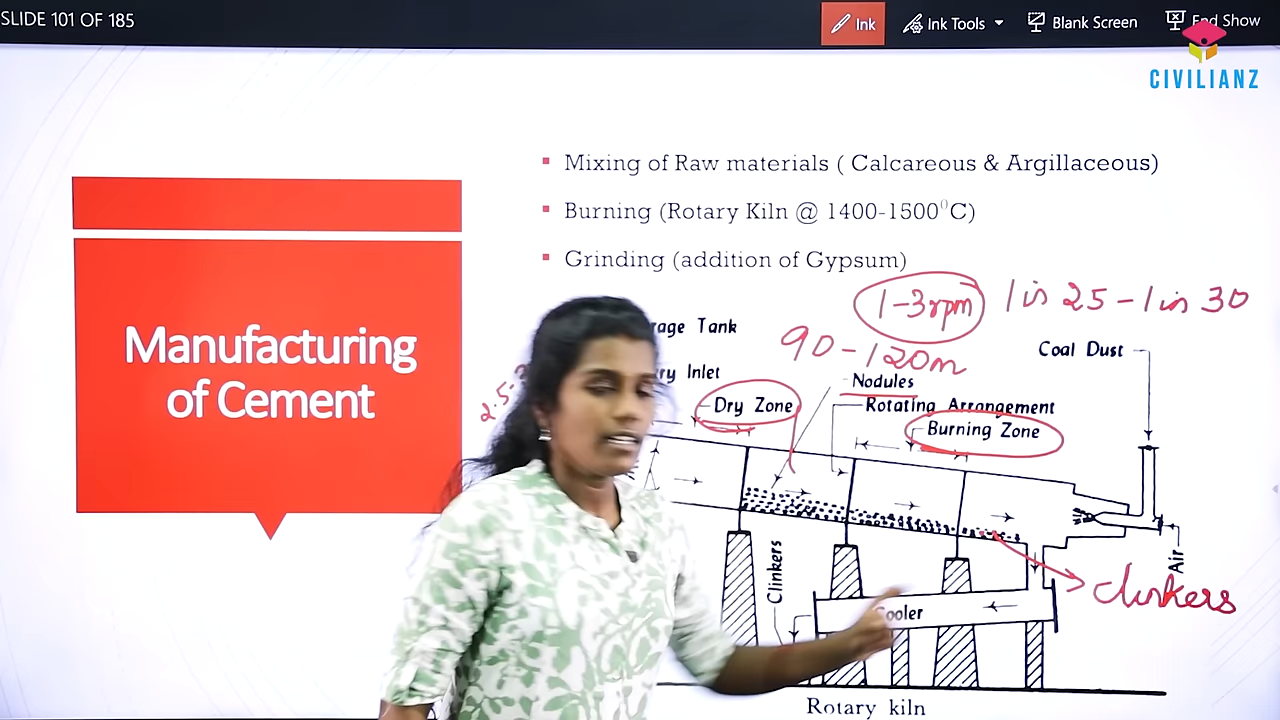 SLIDE 101 OF 185
Ink
Ink Tools
Blank Screen
End Show
CIVILIANZ
Mixing of Raw materials ( Calcareous & Argillaceous)
Burning (Rotary Kiln @ 1400-1500⁰C)
Grinding (addition of Gypsum)
Manufacturing
of Cement
1-3rpm
1 in 25 - 1 in 30
90-120m
Tank
Inlet
Coal Dust
Nodules
Dry Zone
Rotating Arrangement
Burning Zone
Clinkers
Air
clinkers
Cooler
Rotary kiln